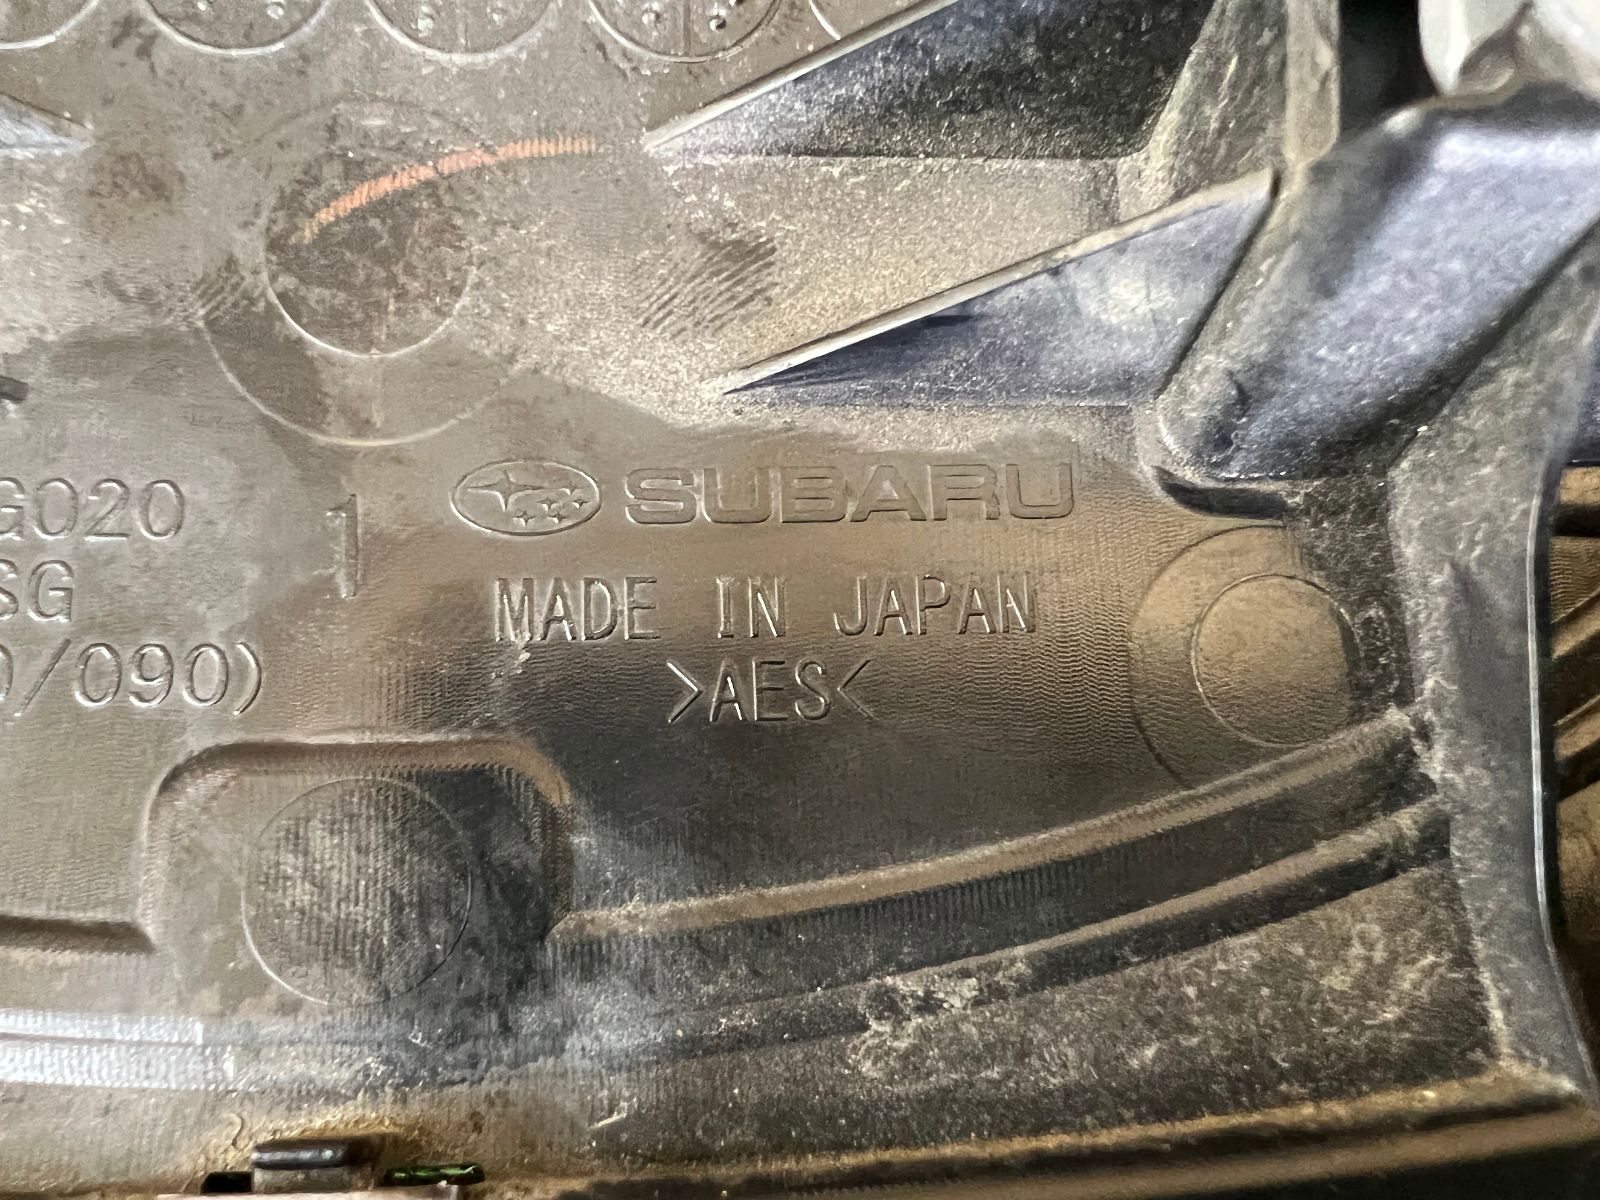 G020
SG
0/090)
1
SUBARU
MADE IN JAPAN
>AES<